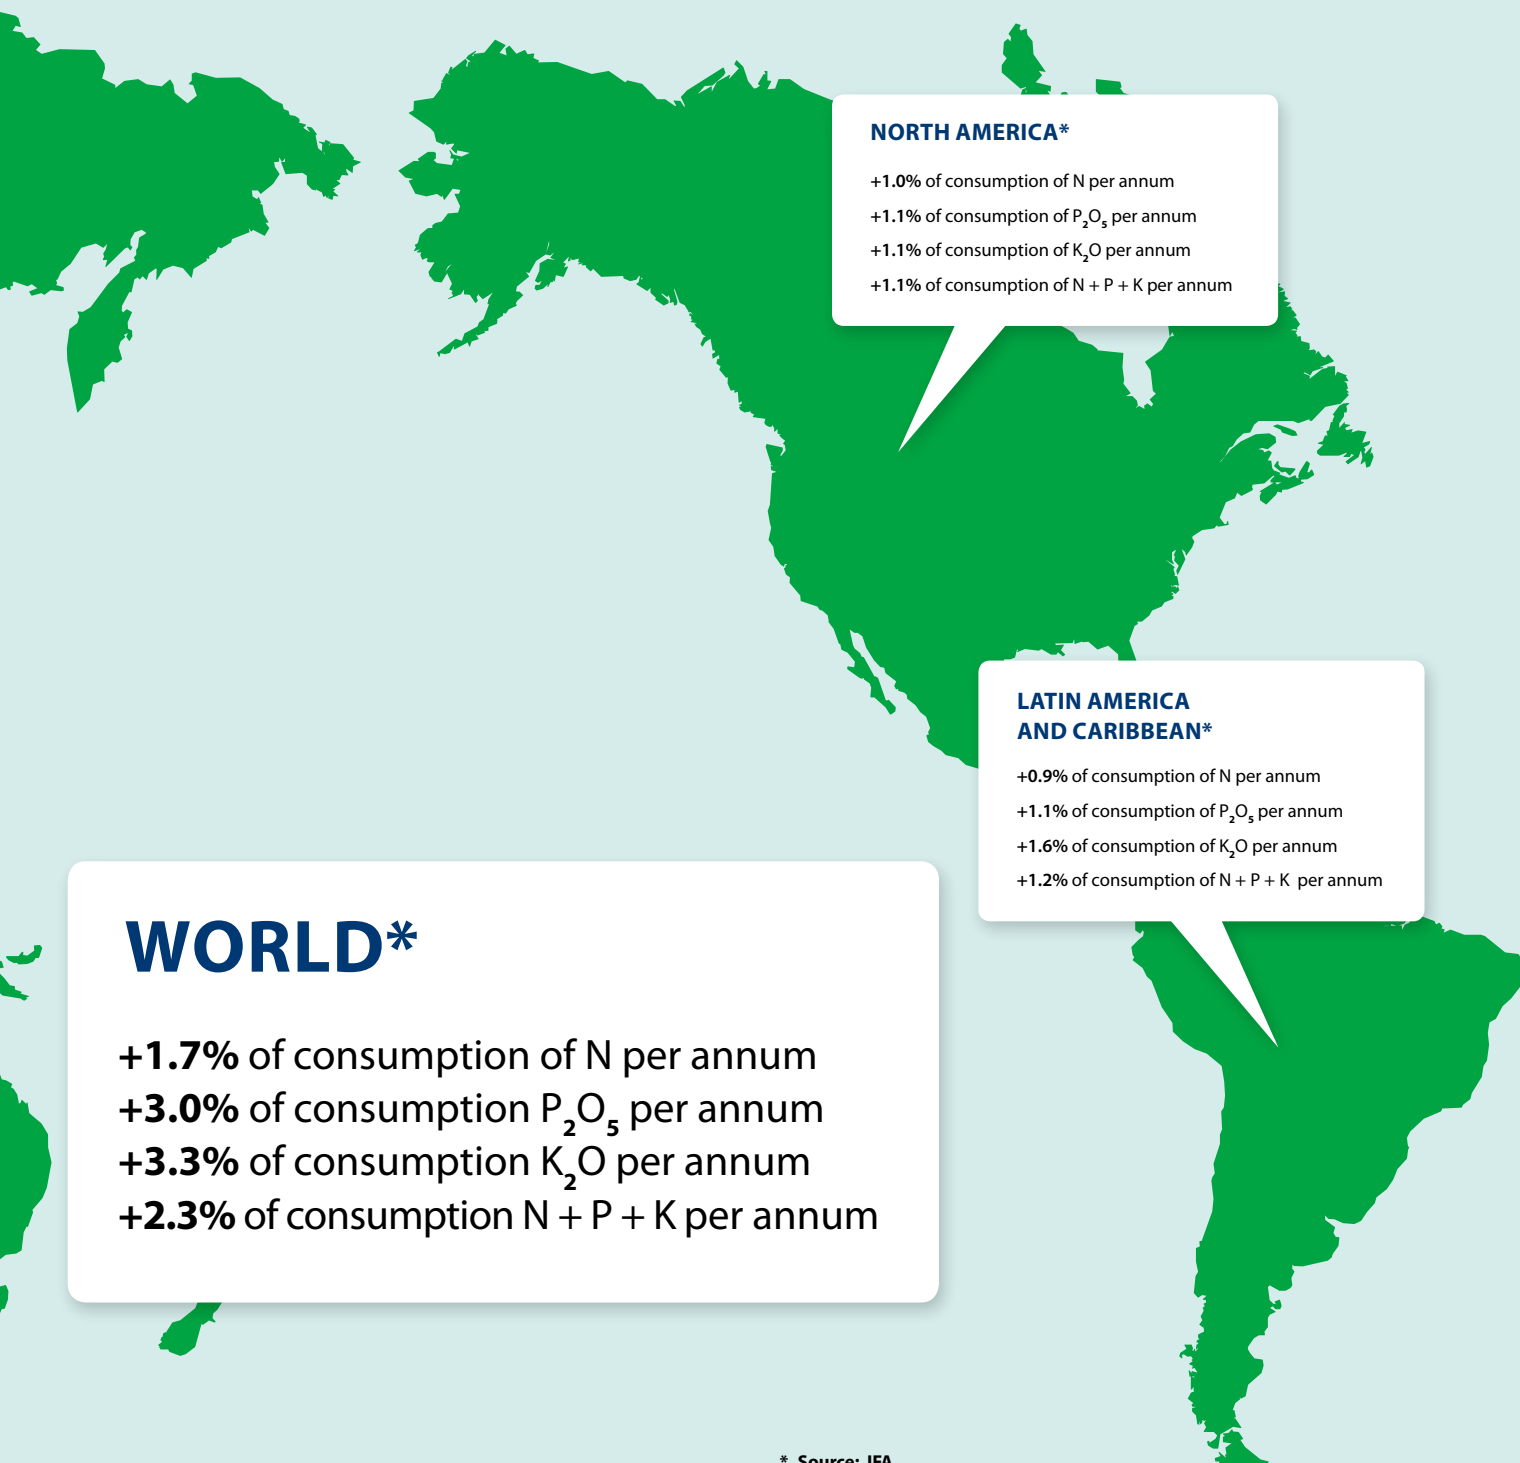 NORTH AMERICA*
+1.0% of consumption of N per annum
+1.1% of consumption of P₂O₅ per annum
+1.1% of consumption of K₂O per annum
+1.1% of consumption of N + P + K per annum
LATIN AMERICA
AND CARIBBEAN*
+0.9% of consumption of N per annum
+1.1% of consumption of P₂O₅ per annum
+1.6% of consumption of K₂O per annum
+1.2% of consumption of N + P + K per annum
WORLD*
+1.7% of consumption of N per annum
+3.0% of consumption P₂O₅ per annum
+3.3% of consumption K₂O per annum
+2.3% of consumption N + P + K per annum
* Source: IFA